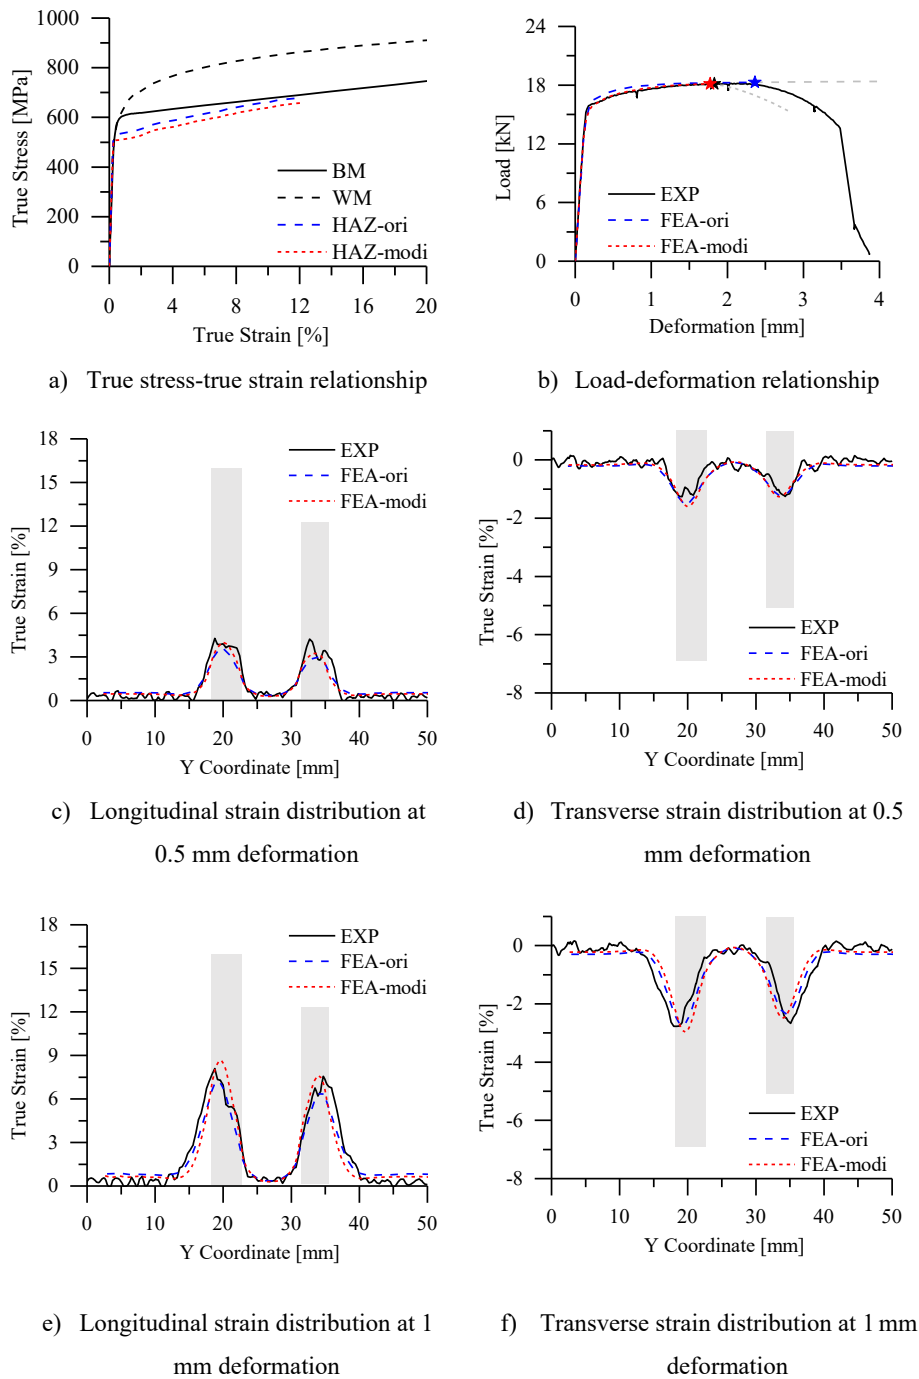 1000
800
600
400
200
0
True Stress [MPa]
BM
WM
HAZ-ori
HAZ-modi
0 4 8 12 16 20
True Strain [%]
a) True stress-true strain relationship
24
18
12
6
0
Load [kN]
EXP
FEA-ori
FEA-modi
0 1 2 3 4
Deformation [mm]
b) Load-deformation relationship
18
15
12
9
6
3
0
True Strain [%]
EXP
FEA-ori
FEA-modi
0 10 20 30 40 50
Y Coordinate [mm]
c) Longitudinal strain distribution at
0.5 mm deformation
0
-2
-4
-6
-8
True Strain [%]
EXP
FEA-ori
FEA-modi
0 10 20 30 40 50
Y Coordinate [mm]
d) Transverse strain distribution at 0.5
mm deformation
18
15
12
9
6
3
0
True Strain [%]
EXP
FEA-ori
FEA-modi
0 10 20 30 40 50
Y Coordinate [mm]
e) Longitudinal strain distribution at 1
mm deformation
0
-2
-4
-6
-8
True Strain [%]
EXP
FEA-ori
FEA-modi
0 10 20 30 40 50
Y Coordinate [mm]
f) Transverse strain distribution at 1 mm
deformation